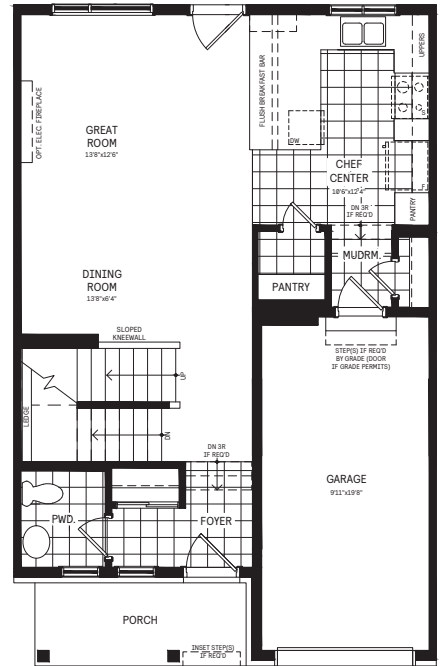 OPT. ELEC FIREPLACE
GREAT
ROOM
13'8"x12'6"
FLUSH BREAKFAST BAR
DW
UPPERS
S
CHEF
CENTER
10'6"x12'4"
F
PANTRY
DN 3R
IF REQ'D
MUDRM.
PANTRY
DINING
ROOM
13'8"x6'4"
SLOPED
KNEEWALL
STEP(S) IF REQ'D
BY GRADE (DOOR
IF GRADE PERMITS)
UP
LEDGE
DN
DN 3R
IF REQ'D
GARAGE
9'11"x19'8"
PWD.
FOYER
PORCH
INSET STEP(S)
IF REQ'D